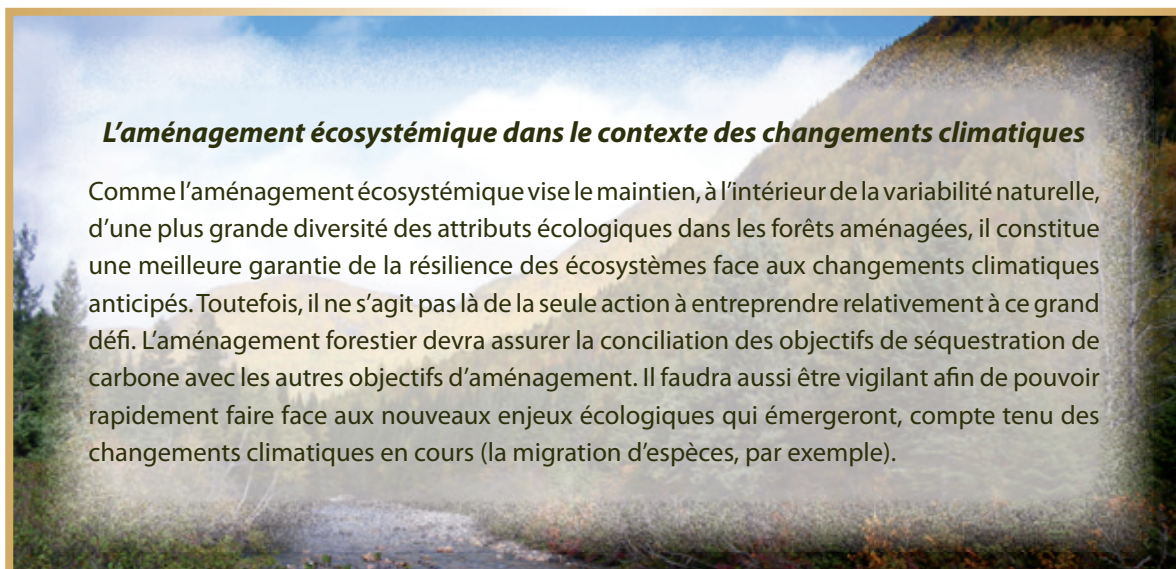 L’aménagement écosystémique dans le contexte des changements climatiques
Comme l’aménagement écosystémique vise le maintien, à l’intérieur de la variabilité naturelle,
d’une plus grande diversité des attributs écologiques dans les forêts aménagées, il constitue
une meilleure garantie de la résilience des écosystèmes face aux changements climatiques
anticipés. Toutefois, il ne s’agit pas là de la seule action à entreprendre relativement à ce grand
défi. L’aménagement forestier devra assurer la conciliation des objectifs de séquestration de
carbone avec les autres objectifs d’aménagement. Il faudra aussi être vigilant afin de pouvoir
rapidement faire face aux nouveaux enjeux écologiques qui émergeront, compte tenu des
changements climatiques en cours (la migration d’espèces, par exemple).